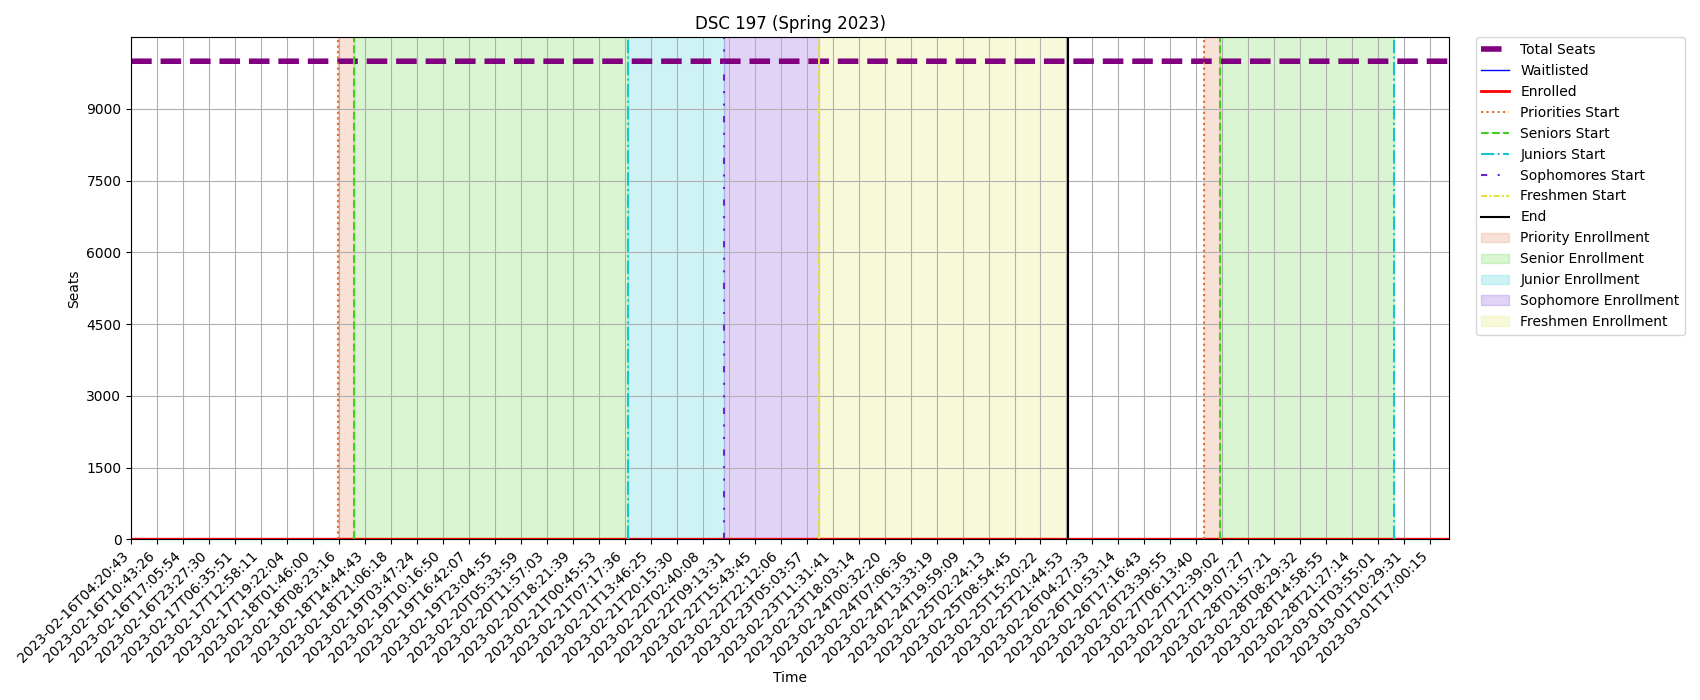 DSC 197 (Spring 2023)
Total Seats
Waitlisted
Enrolled
Priorities Start
Seniors Start
Juniors Start
Sophomores Start
Freshmen Start
End
Priority Enrollment
Senior Enrollment
Junior Enrollment
Sophomore Enrollment
Freshmen Enrollment
Seats
9000
7500
6000
4500
3000
1500
0
2023-02-16T04:20:43
2023-02-16T10:43:26
2023-02-16T17:05:54
2023-02-16T23:27:30
2023-02-17T06:35:51
2023-02-17T12:58:11
2023-02-17T19:22:04
2023-02-18T01:46:00
2023-02-18T08:23:16
2023-02-18T14:44:43
2023-02-18T21:06:18
2023-02-19T03:47:24
2023-02-19T10:16:50
2023-02-19T16:42:07
2023-02-19T23:04:55
2023-02-20T05:33:59
2023-02-20T11:57:03
2023-02-20T18:21:39
2023-02-21T00:45:53
2023-02-21T07:17:36
2023-02-21T13:46:25
2023-02-21T20:15:30
2023-02-22T02:40:08
2023-02-22T09:13:31
2023-02-22T15:43:45
2023-02-22T22:12:06
2023-02-23T05:03:57
2023-02-23T11:31:41
2023-02-23T18:03:14
2023-02-24T00:32:20
2023-02-24T07:06:36
2023-02-24T13:33:19
2023-02-24T19:59:09
2023-02-25T02:24:13
2023-02-25T08:54:45
2023-02-25T15:20:22
2023-02-25T21:44:53
2023-02-26T04:27:33
2023-02-26T10:53:14
2023-02-26T17:16:43
2023-02-26T23:39:55
2023-02-27T06:13:40
2023-02-27T12:39:02
2023-02-27T19:07:27
2023-02-28T01:57:21
2023-02-28T08:29:32
2023-02-28T14:58:55
2023-02-28T21:27:14
2023-03-01T03:55:01
2023-03-01T10:29:31
2023-03-01T17:00:15
Time